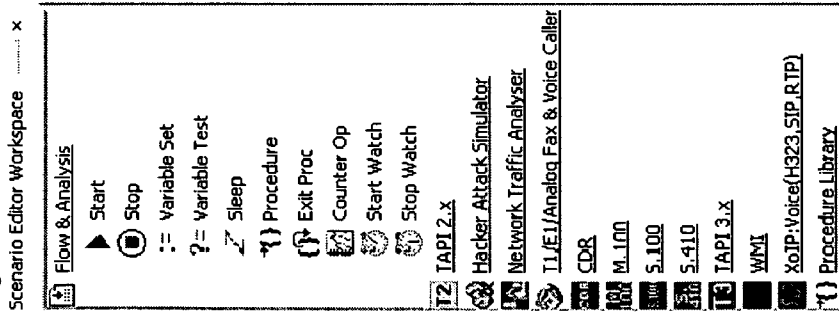 Scenario Editor Workspace x
Flow & Analysis
Start
Stop
:= Variable Set
?= Variable Test
Z Sleep
*{} Procedure
Exit Proc
Counter Op
Start Watch
Stop Watch
T2 TAPI 2.x
Hacker Attack Simulator
Network Traffic Analyser
T1/E1/Analog Fax & Voice Caller
CDR
M.100
S.100
S.410
TAPI 3.x
WMI
XoIP:Voice(H323,SIP,RTP)
*{} Procedure Library